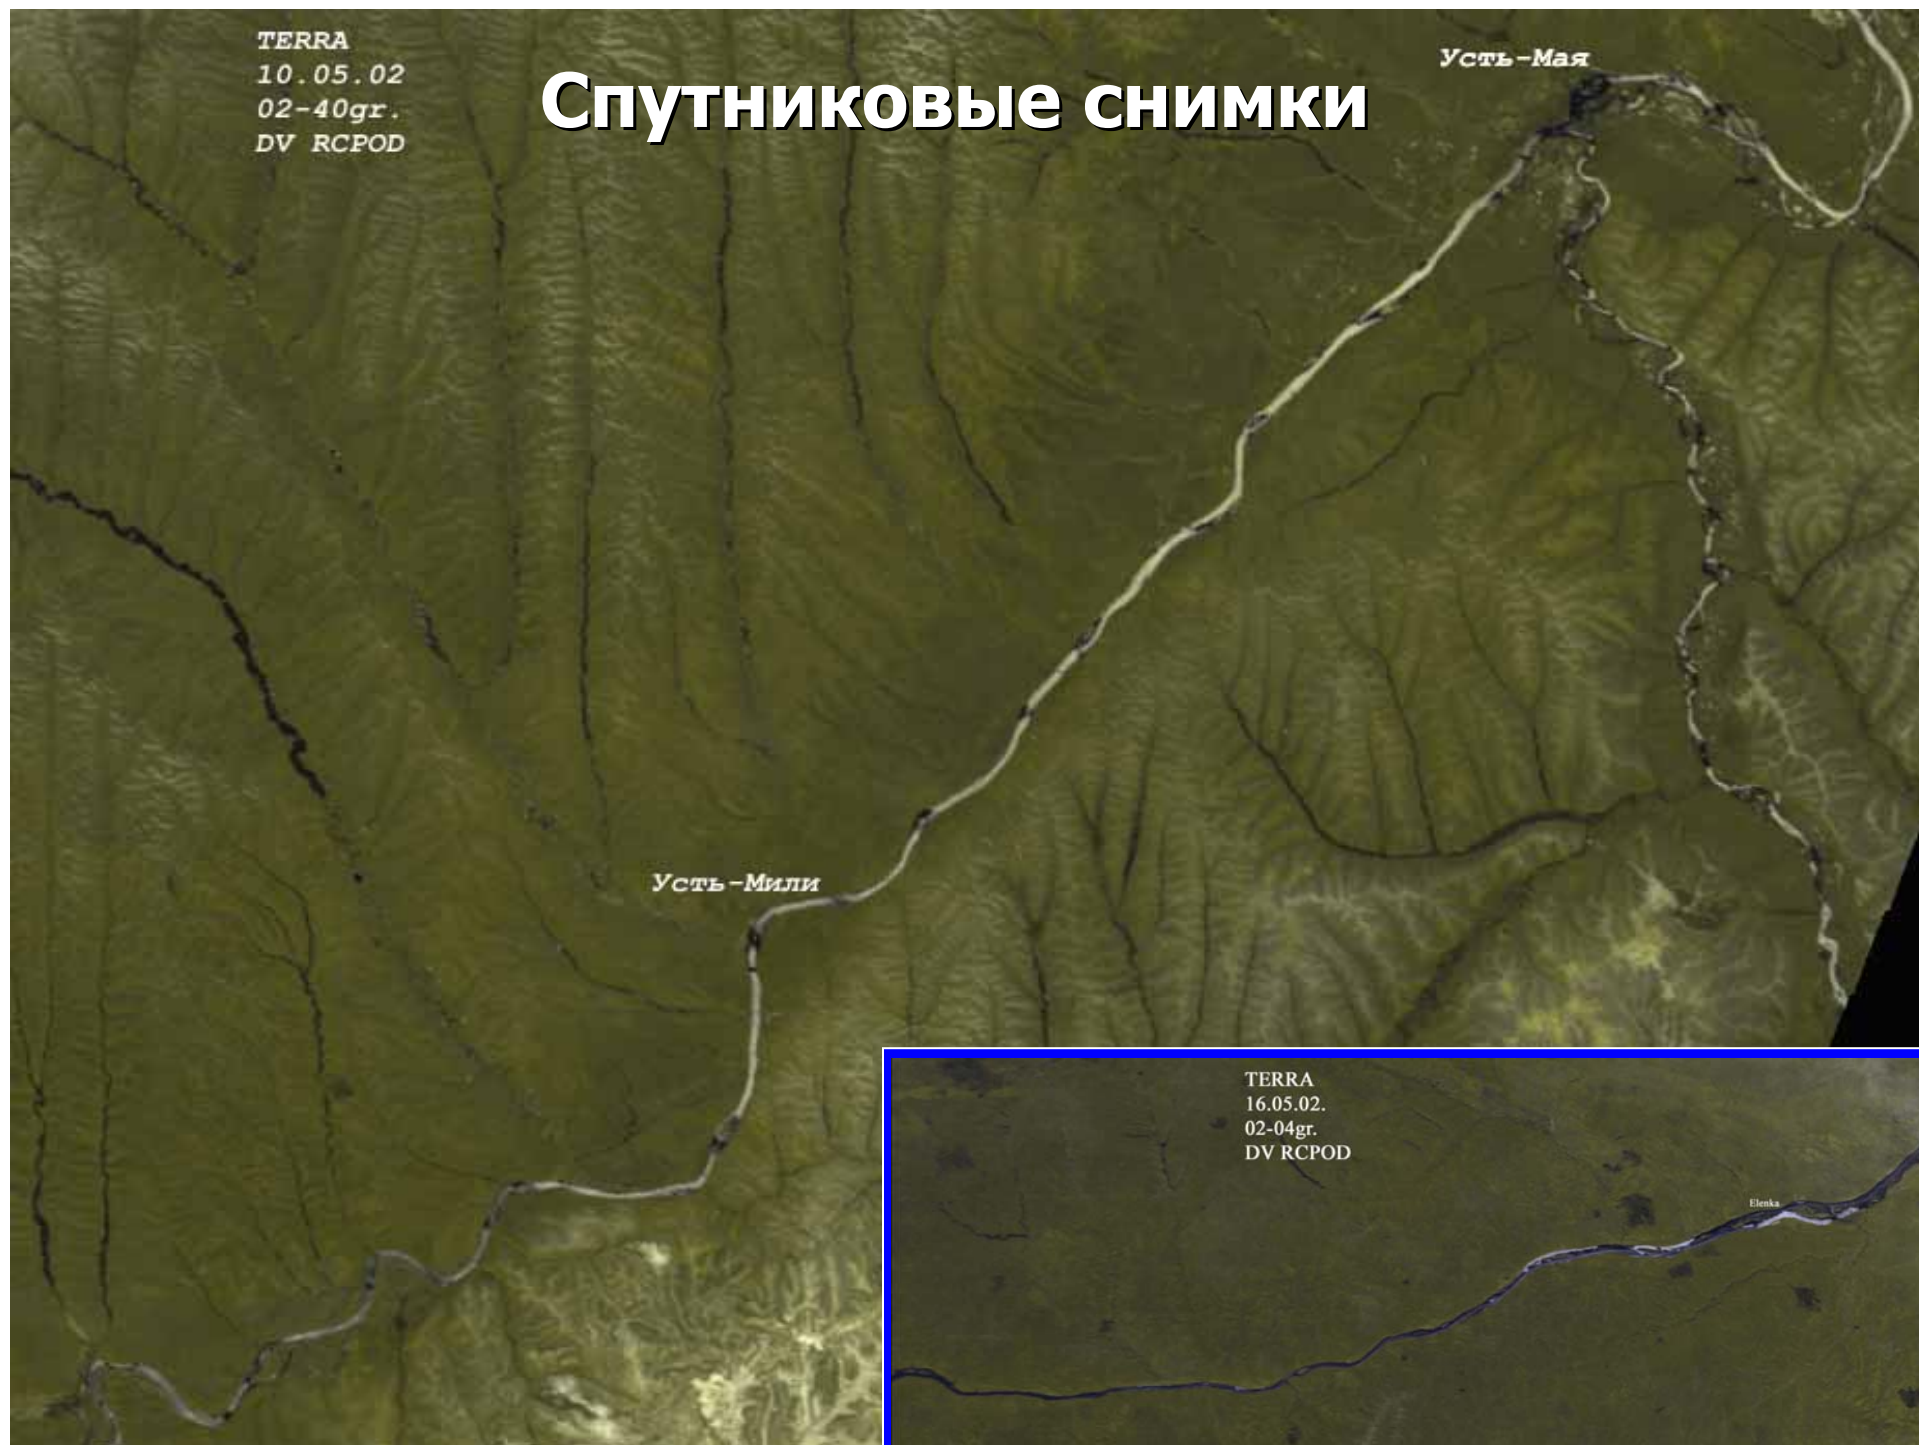 TERRA
10.05.02
02-40gr.
DV RCPOD
Спутниковые снимки
Усть-Мая
Усть-Мили
TERRA
16.05.02.
02-04gr.
DV RCPOD
Elenka